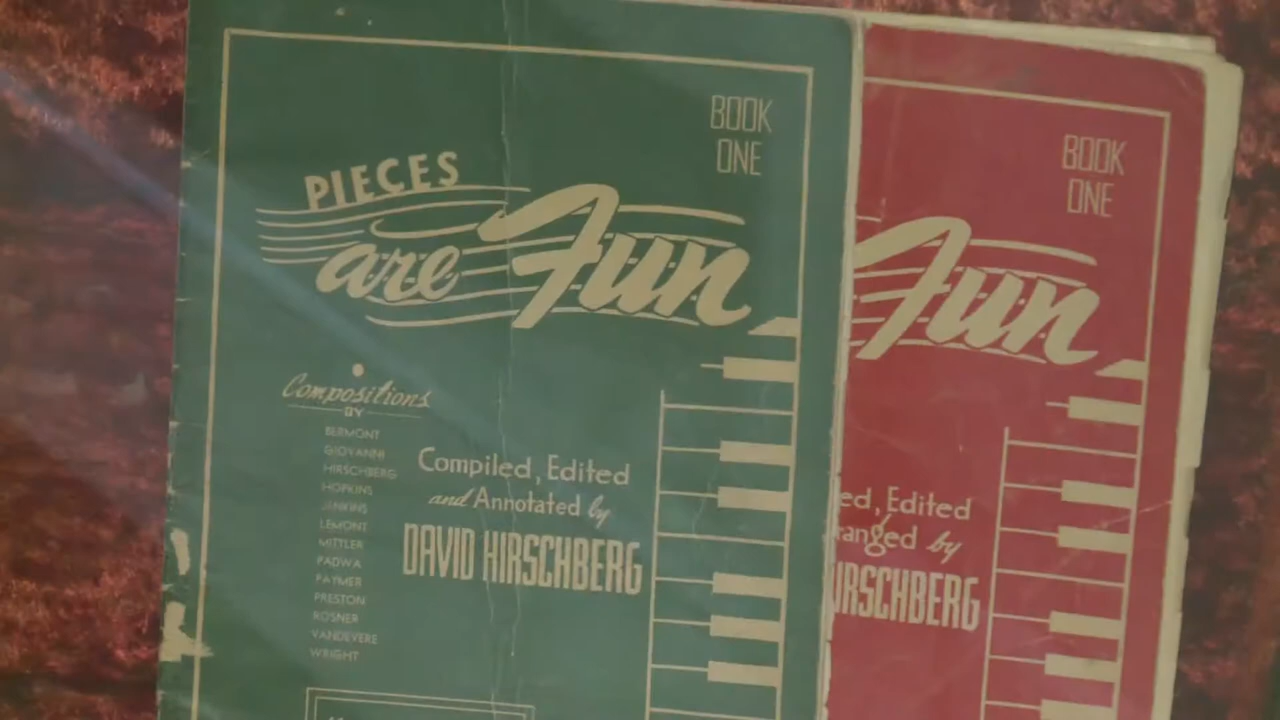 BOOK
ONE
PIECES
are Fun
Compositions
BY
BERMONT
GIOVANNI
HIRSCHBERG
HOPKINS
JENKINS
LEMONT
MITTLER
PADWA
PAYMER
PRESTON
ROSNER
VANDEVERE
WRIGHT
Compiled, Edited
and Annotated by
DAVID HIRSCHBERG
BOOK
ONE
Fun
ed, Edited
ranged by
IRSCHBERG